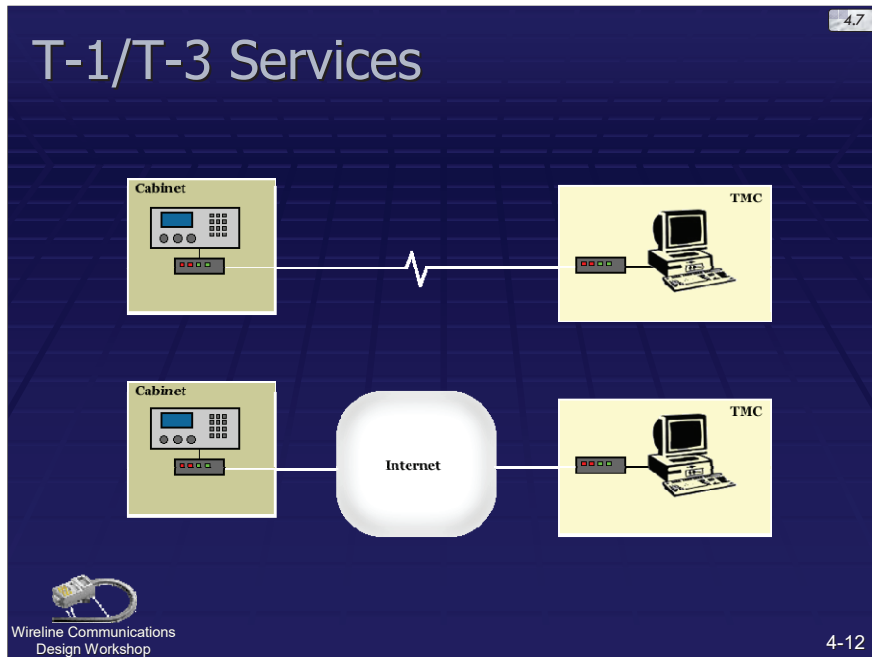 4.7
T-1/T-3 Services
Cabinet
TMC
Cabinet
TMC
Internet
Wireline Communications
Design Workshop
4-12